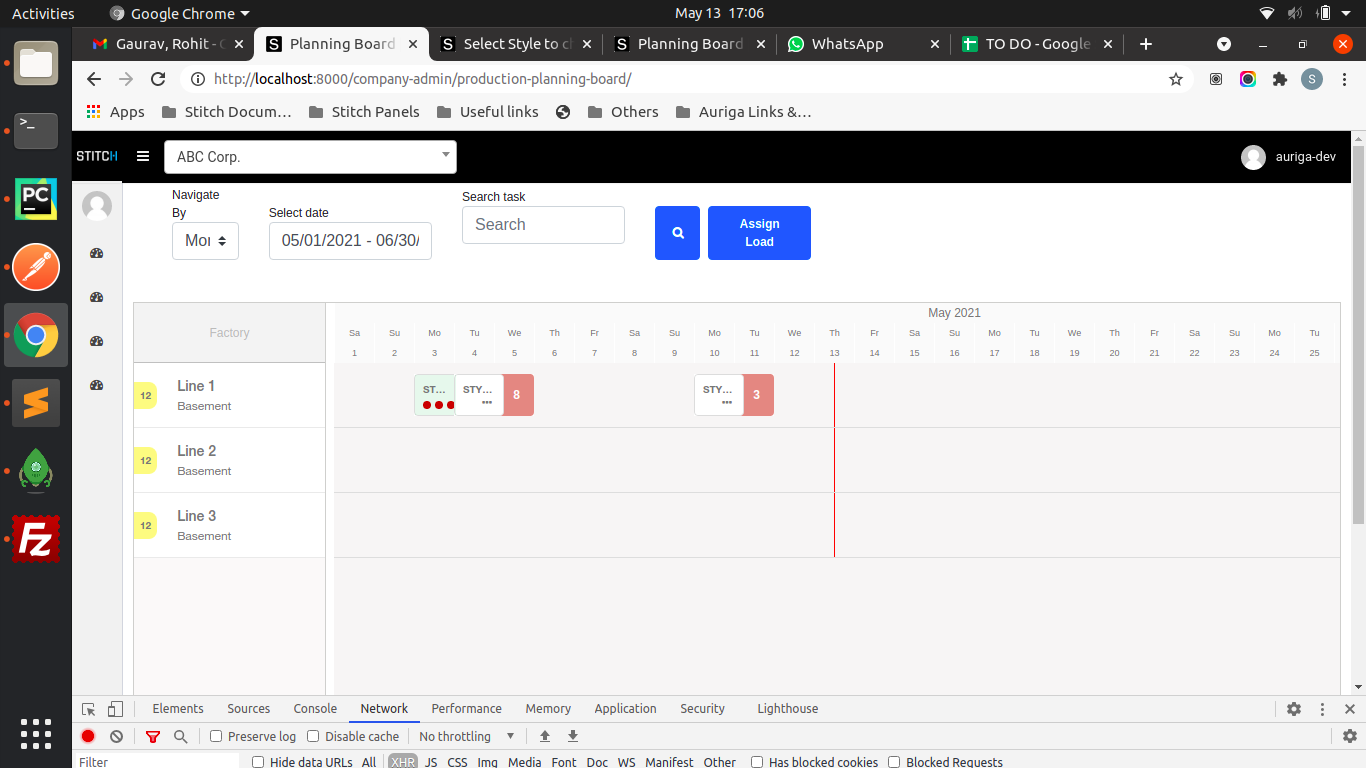 Activities Google Chrome May 13 17:06
Gaurav, Rohit - Planning Board Select Style to Planning Board WhatsApp TO DO - Google
http://localhost:8000/company-admin/production-planning-board/ S
Apps Stitch Docum... Stitch Panels Useful links Others Auriga Links &...
STITCH ABC Corp. auriga-dev
Navigate
By
Select date
Search task
Mon
05/01/2021 - 06/30/
Search
Assign
Load
Factory
May 2021
Sa Su Mo Tu We Th Fr Sa Su Mo Tu We Th Fr Sa Su Mo Tu We Th Fr Sa Su Mo Tu
1 2 3 4 5 6 7 8 9 10 11 12 13 14 15 16 17 18 19 20 21 22 23 24 25
12 Line 1
Basement
ST... STY... 8 STY... 3
12 Line 2
Basement
12 Line 3
Basement
Elements Sources Console Network Performance Memory Application Security Lighthouse
Preserve log Disable cache No throttling
Filter Hide data URLs All XHR JS CSS Img Media Font Doc WS Manifest Other Has blocked cookies Blocked Requests